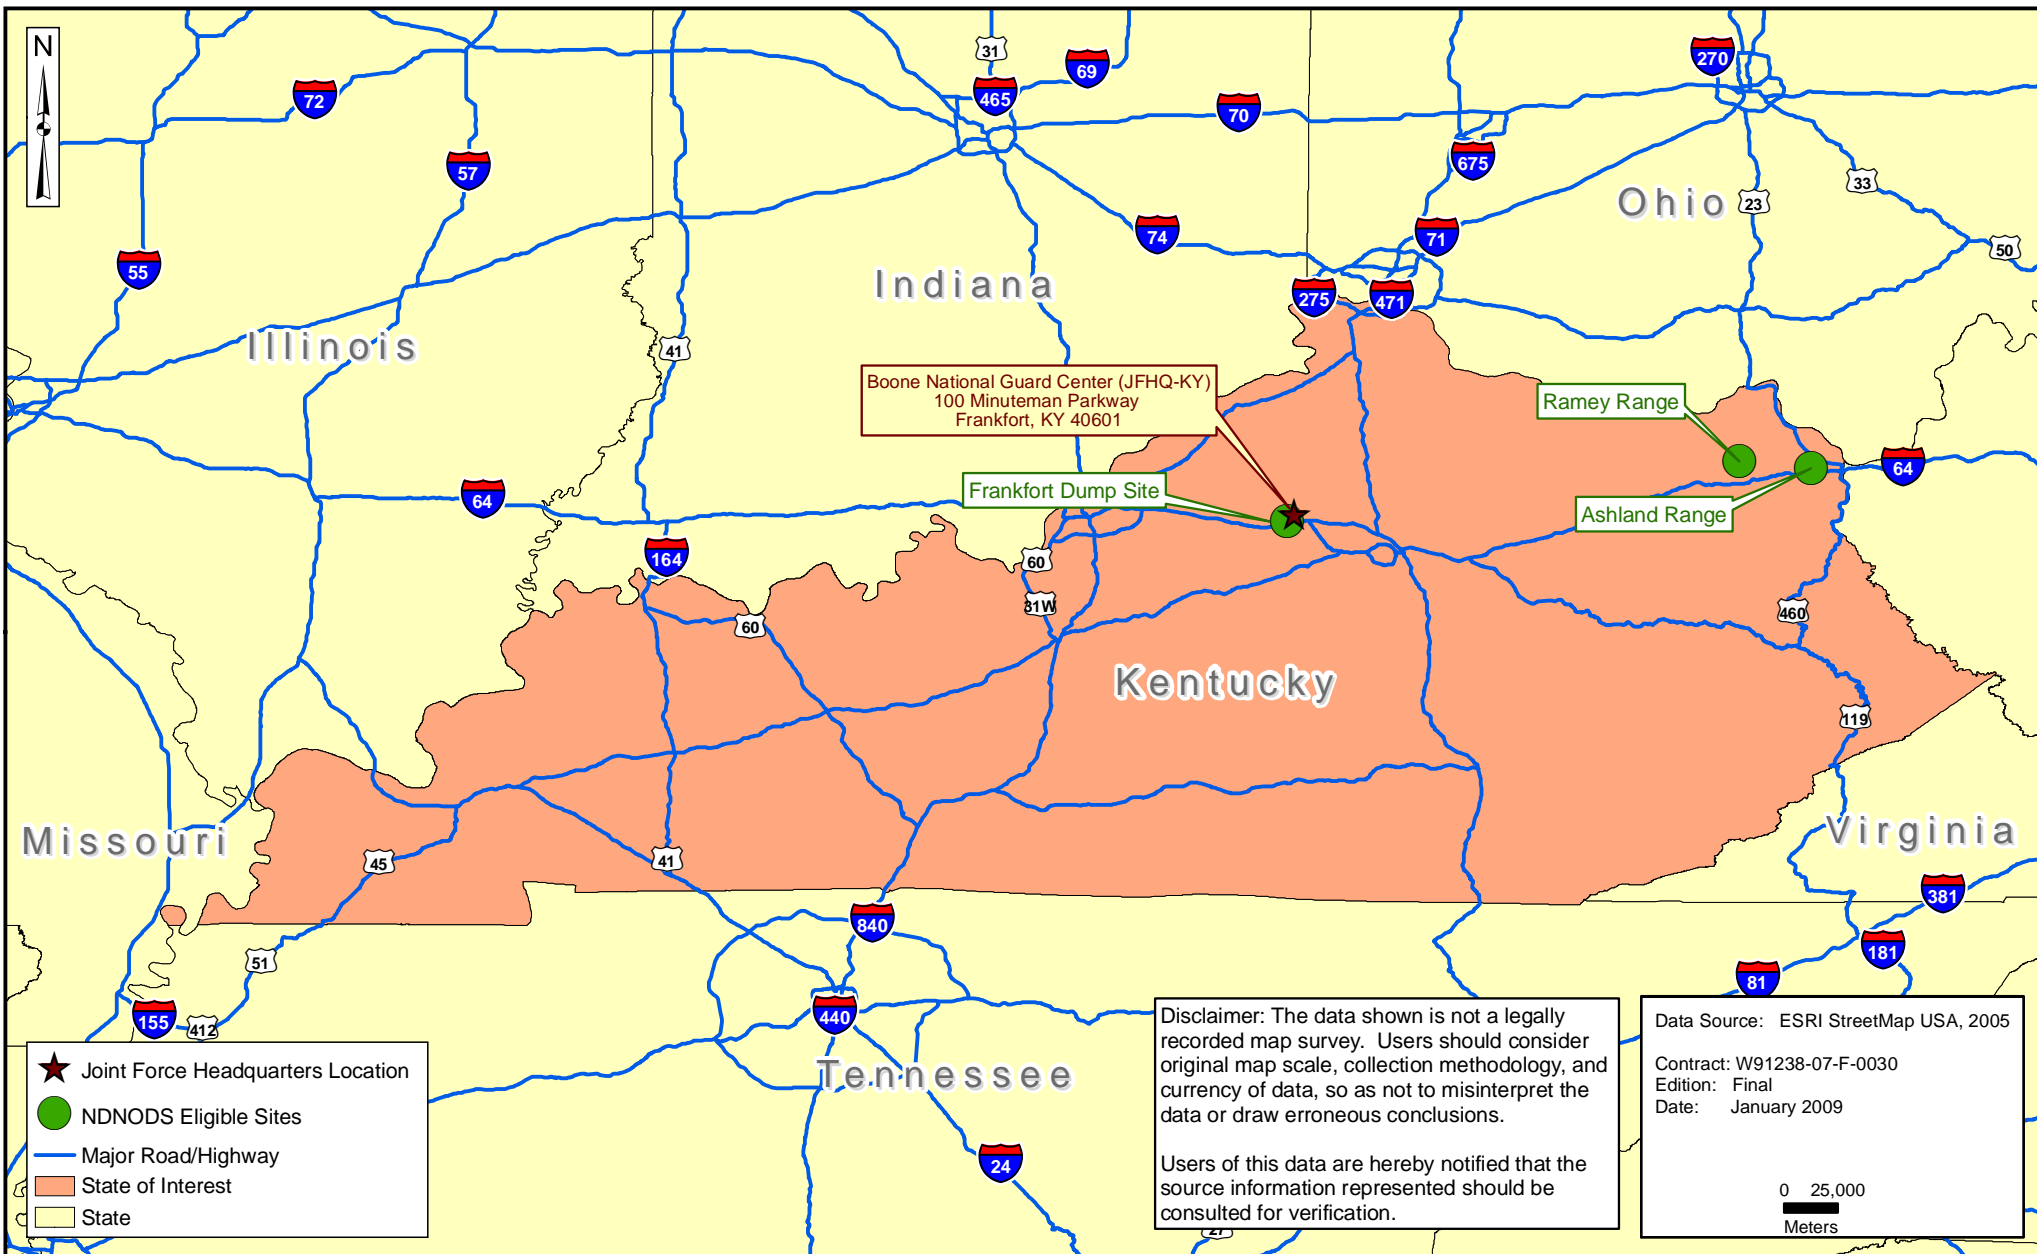 N
31
69
270
72
465
70
57
675
33
Ohio
23
74
71
50
55
Indiana
275
471
Illinois
41
Boone National Guard Center (JFHQ-KY)
100 Minuteman Parkway
Frankfort, KY 40601
Ramey Range
64
Frankfort Dump Site
64
Ashland Range
164
60
31W
460
60
Kentucky
119
Missouri
Virginia
45
41
381
840
51
181
81
155
412
440
Tennessee
24
27
Joint Force Headquarters Location
NDNODS Eligible Sites
Major Road/Highway
State of Interest
State
Disclaimer: The data shown is not a legally
recorded map survey. Users should consider
original map scale, collection methodology, and
currency of data, so as not to misinterpret the
data or draw erroneous conclusions.
Users of this data are hereby notified that the
source information represented should be
consulted for verification.
Data Source: ESRI StreetMap USA, 2005
Contract: W91238-07-F-0030
Edition: Final
Date: January 2009
0 25,000
Meters